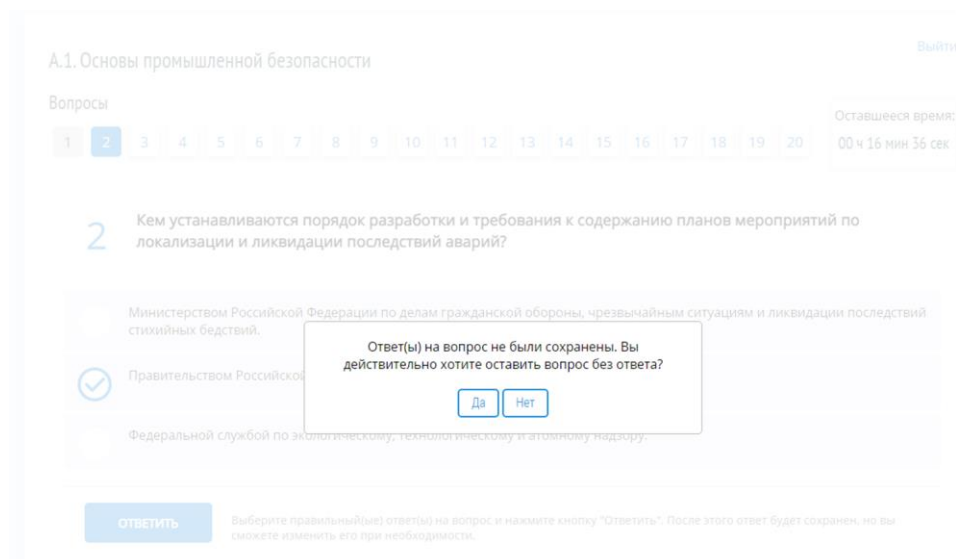 Выйти
А.1. Основы промышленной безопасности
Вопросы
1 2 3 4 5 6 7 8 9 10 11 12 13 14 15 16 17 18 19 20
Оставшееся время:
00 ч 16 мин 36 сек
2
Кем устанавливаются порядок разработки и требования к содержанию планов мероприятий по
локализации и ликвидации последствий аварий?
Министерством Российской Федерации по делам гражданской обороны, чрезвычайным ситуациям и ликвидации последствий
стихийных бедствий.
Правительством Российской
Федеральной службой по экологическому, технологическому и атомному надзору.
Ответ(ы) на вопрос не были сохранены. Вы
действительно хотите оставить вопрос без ответа?
Да Нет
ОТВЕТИТЬ
Выберите правильный(ые) ответ(ы) на вопрос и нажмите кнопку "Ответить". После этого ответ будет сохранен, но вы
сможете изменить его при необходимости.